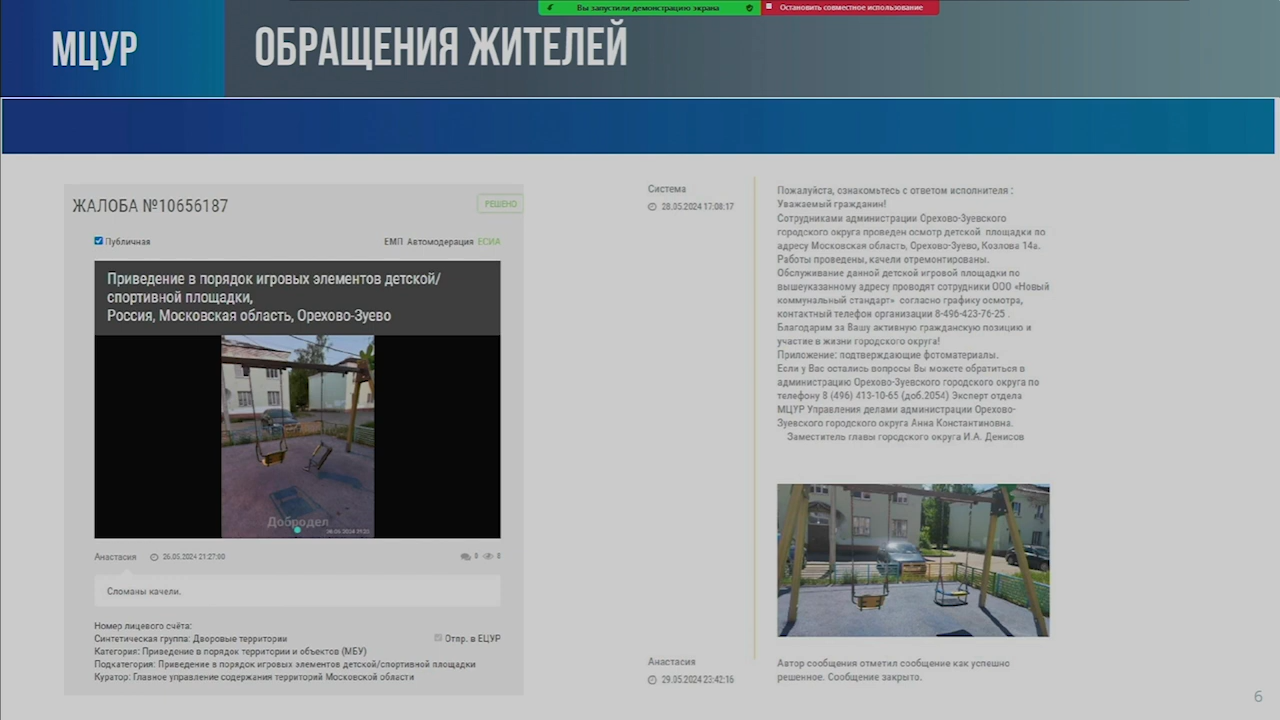 Вы запустили демонстрацию экрана
Остановить совместное использование
МЦУР
ОБРАЩЕНИЯ ЖИТЕЛЕЙ
ЖАЛОБА №10656187
РЕШЕНО
Публичная
ЕМП Автомодерация ЕСИА
Приведение в порядок игровых элементов детской/
спортивной площадки,
Россия, Московская область, Орехово-Зуево
Добродел
Анастасия
26.05.2024 21:27:00
Сломаны качели.
Номер лицевого счёта:
Синтетическая группа: Дворовые территории
Отпр. в ЕЦУР
Категория: Приведение в порядок территории и объектов (МБУ)
Подкатегория: Приведение в порядок игровых элементов детской/спортивной площадки
Куратор: Главное управление содержания территорий Московской области
Система
28.05.2024 17:08:17
Пожалуйста, ознакомьтесь с ответом исполнителя :
Уважаемый гражданин!
Сотрудниками администрации Орехово-Зуевского
городского округа проведен осмотр детской площадки по
адресу Московская область, Орехово-Зуево, Козлова 14а.
Работы проведены, качели отремонтированы.
Обслуживание данной детской игровой площадки по
вышеуказанному адресу проводят сотрудники ООО «Новый
коммунальный стандарт» согласно графику осмотра,
контактный телефон организации 8-496-423-76-25 .
Благодарим за Вашу активную гражданскую позицию и
участие в жизни городского округа!
Приложение: подтверждающие фотоматериалы.
Если у Вас остались вопросы Вы можете обратиться в
администрацию Орехово-Зуевского городского округа по
телефону 8 (496) 413-10-65 (доб.2054) Эксперт отдела
МЦУР Управления делами администрации Орехово-
Зуевского городского округа Анна Константиновна.
Заместитель главы городского округа И.А. Денисов
Анастасия
29.05.2024 23:42:16
Автор сообщения отметил сообщение как успешно
решенное. Сообщение закрыто.
6